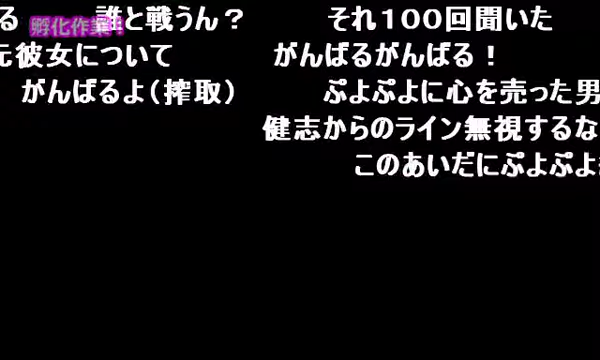 る 誰と戦うん？ それ１００回聞いた
孵化作業！
元彼女について がんばるがんばる！
がんばるよ（搾取） ぷよぷよに心を売った男
健志からのライン無視するな
このあいだにぷよぷよ